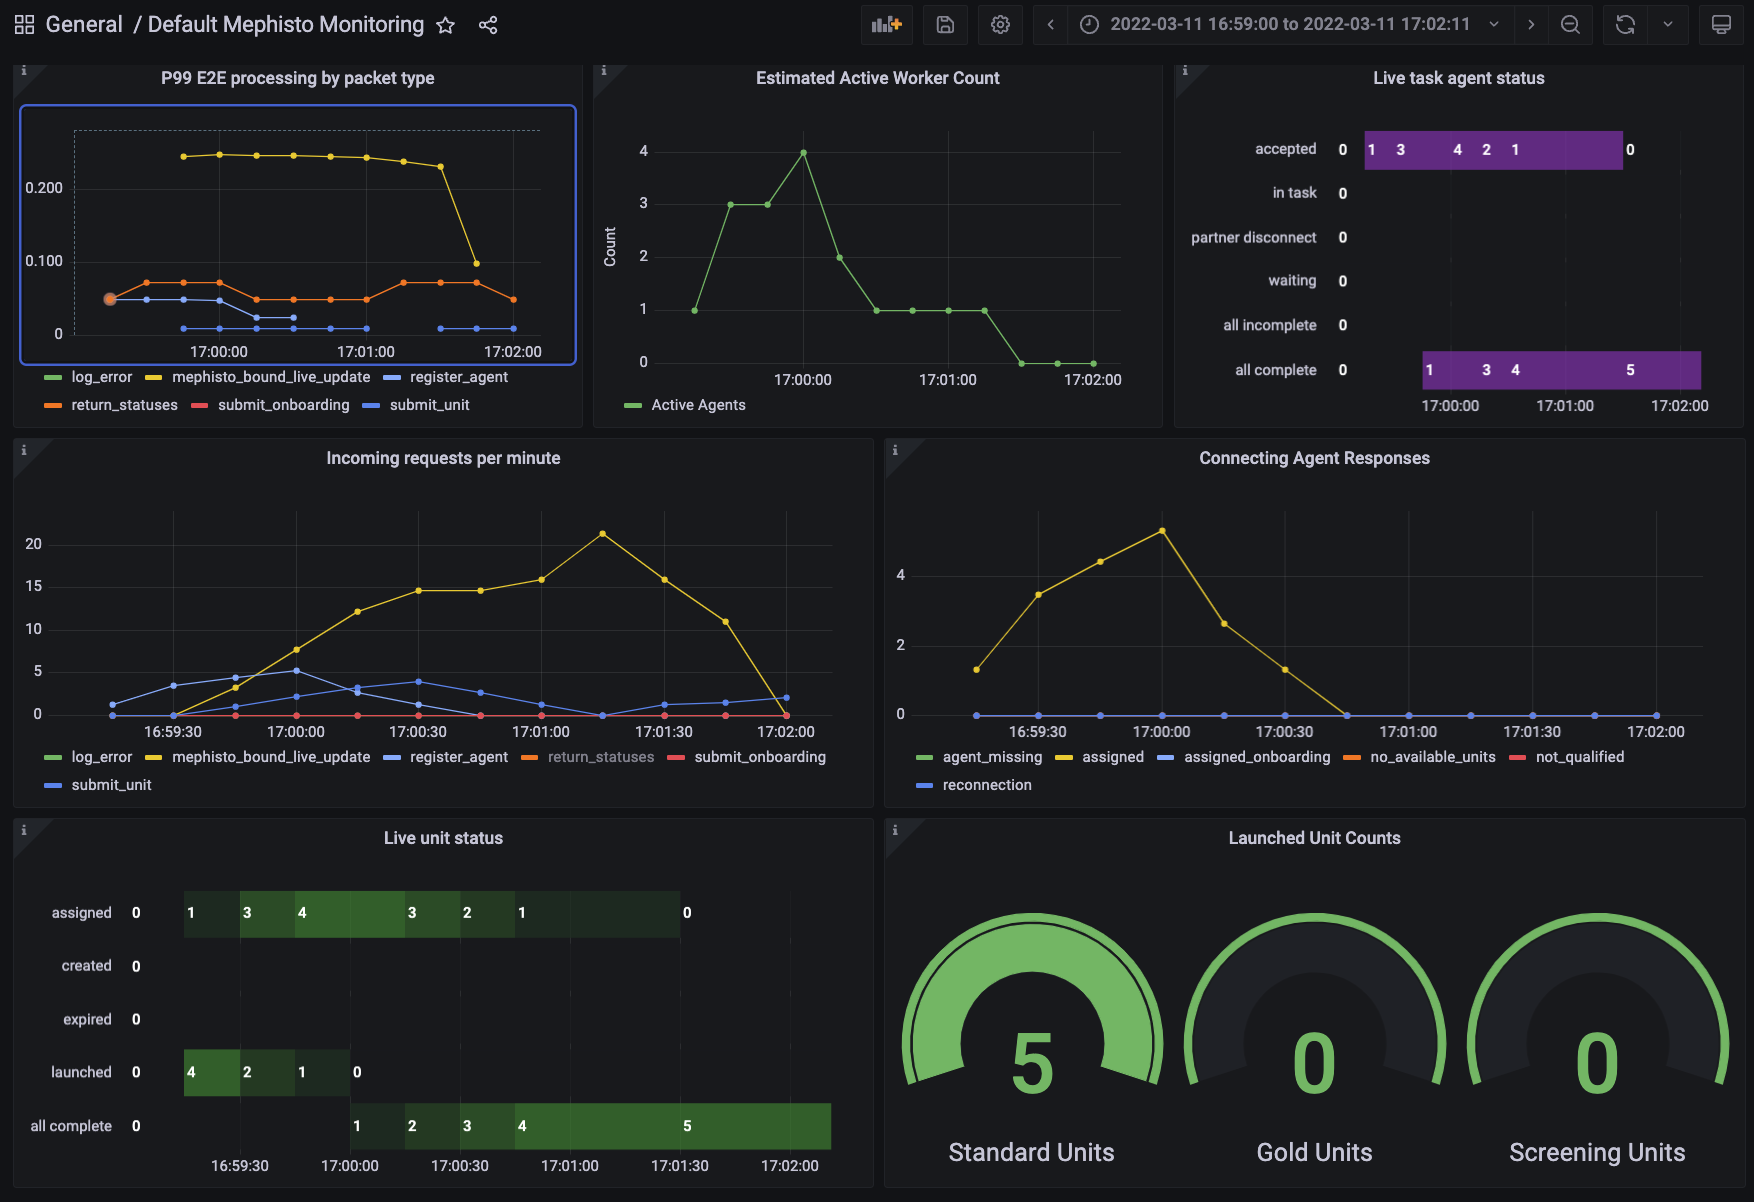 General / Default Mephisto Monitoring
2022-03-11 16:59:00 to 2022-03-11 17:02:11
P99 E2E processing by packet type
0.200
0.100
0
17:00:00 17:01:00 17:02:00
log_error mephisto_bound_live_update register_agent
return_statuses submit_onboarding submit_unit
Estimated Active Worker Count
Count
4
3
2
1
0
17:00:00 17:01:00 17:02:00
Active Agents
Live task agent status
accepted 0 1 3 4 2 1 0
in task 0
partner disconnect 0
waiting 0
all incomplete 0
all complete 0 1 3 4 5
17:00:00 17:01:00 17:02:00
Incoming requests per minute
20
15
10
5
0
16:59:30 17:00:00 17:00:30 17:01:00 17:01:30 17:02:00
log_error mephisto_bound_live_update register_agent return_statuses submit_onboarding
submit_unit
Connecting Agent Responses
4
2
0
16:59:30 17:00:00 17:00:30 17:01:00 17:01:30 17:02:00
agent_missing assigned assigned_onboarding no_available_units not_qualified
reconnection
Live unit status
assigned 0 1 3 4 3 2 1 0
created 0
expired 0
launched 0 4 2 1 0
all complete 0 1 2 3 4 5
16:59:30 17:00:00 17:00:30 17:01:00 17:01:30 17:02:00
Launched Unit Counts
5 0 0
Standard Units Gold Units Screening Units